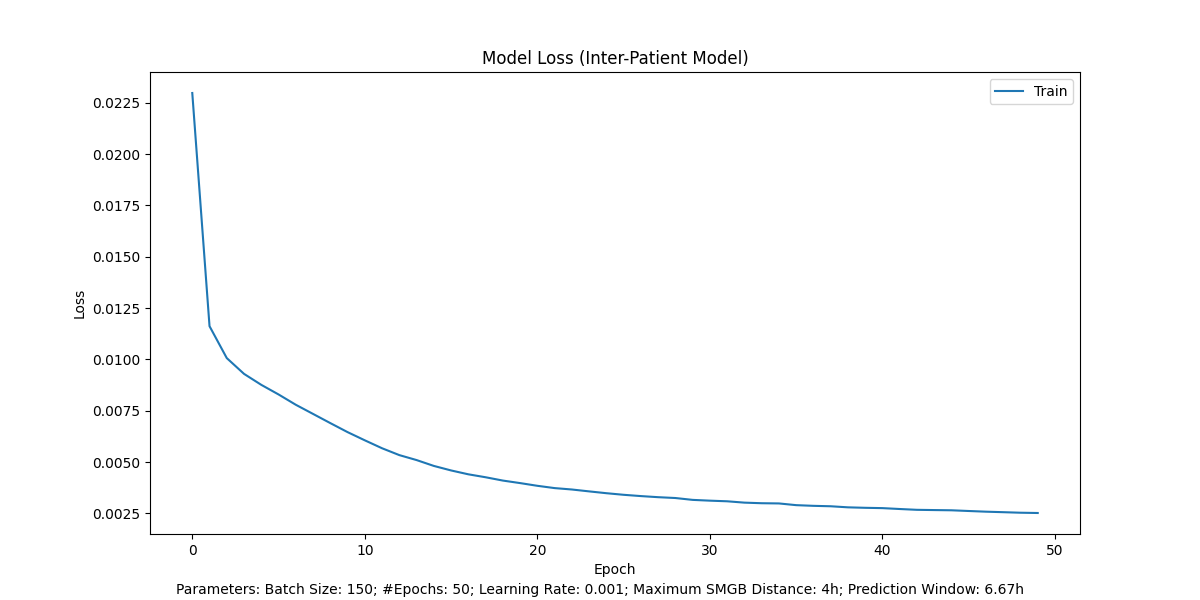 Model Loss (Inter-Patient Model)
Train
Loss
0.0225
0.0200
0.0175
0.0150
0.0125
0.0100
0.0075
0.0050
0.0025
0 10 20 30 40 50
Epoch
Parameters: Batch Size: 150; #Epochs: 50; Learning Rate: 0.001; Maximum SMGB Distance: 4h; Prediction Window: 6.67h